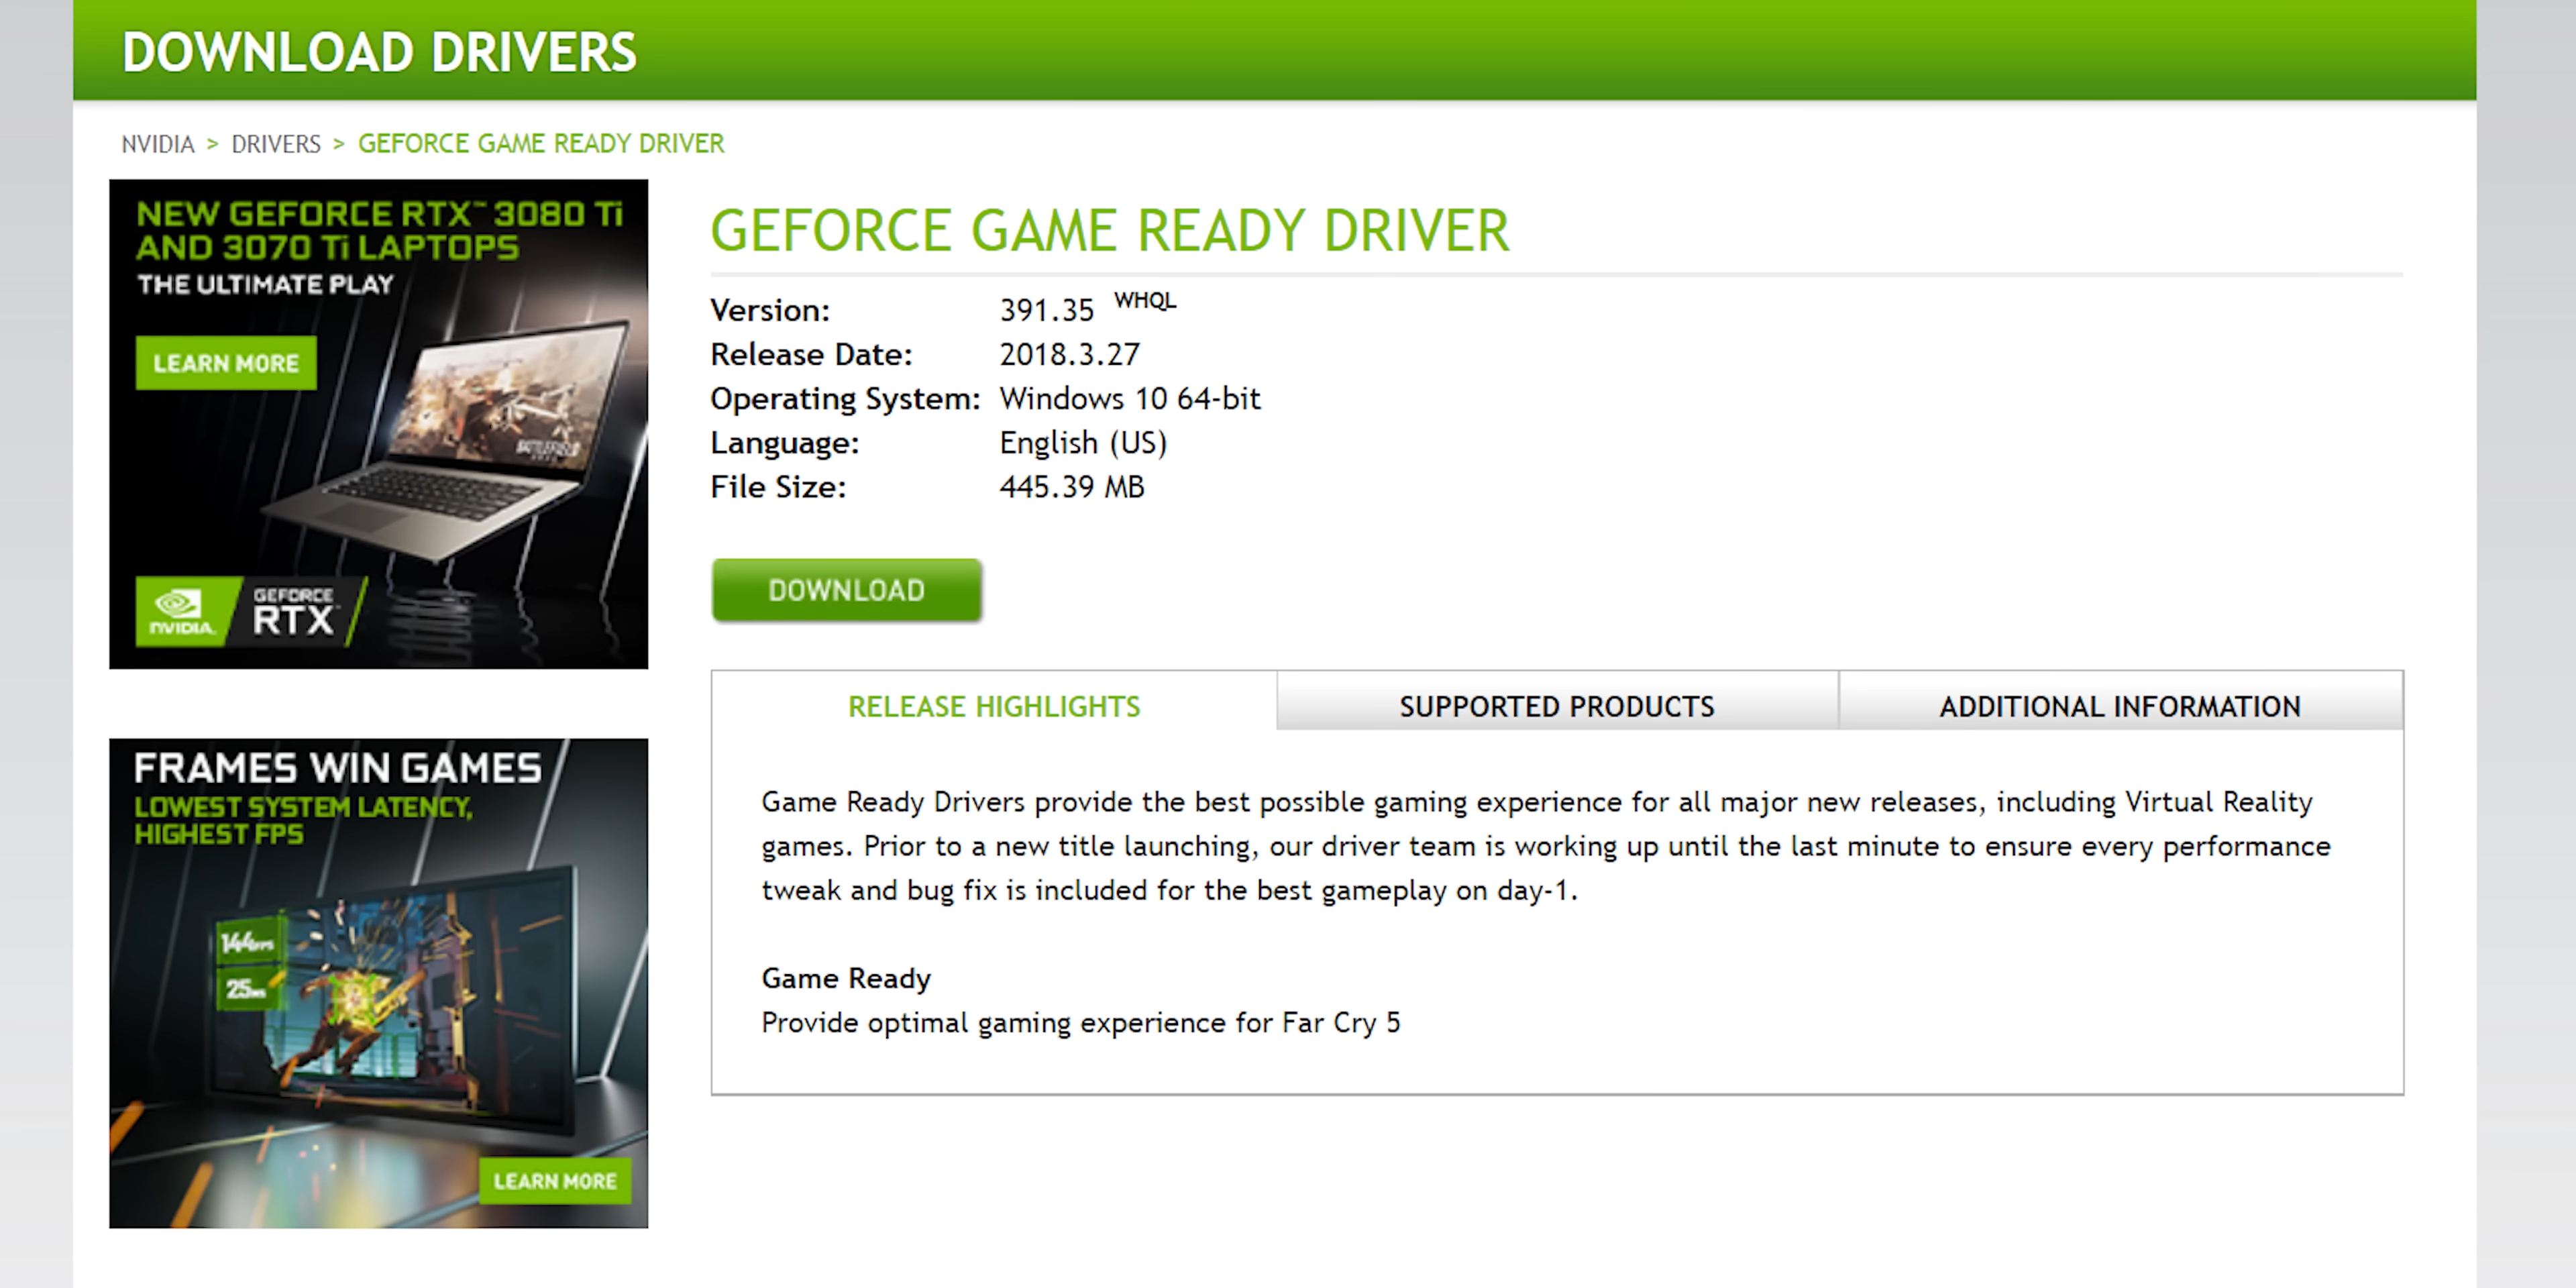 DOWNLOAD DRIVERS
NVIDIA > DRIVERS > GEFORCE GAME READY DRIVER
NEW GEFORCE RTX™ 3080 Ti
AND 3070 Ti LAPTOPS
THE ULTIMATE PLAY
LEARN MORE
BATTLEFIELD
NVIDIA.
GEFORCE
RTX
FRAMES WIN GAMES
LOWEST SYSTEM LATENCY,
HIGHEST FPS
144FPS
25ms
LEARN MORE
GEFORCE GAME READY DRIVER
Version: 391.35 WHQL
Release Date: 2018.3.27
Operating System: Windows 10 64-bit
Language: English (US)
File Size: 445.39 MB
DOWNLOAD
RELEASE HIGHLIGHTS SUPPORTED PRODUCTS ADDITIONAL INFORMATION
Game Ready Drivers provide the best possible gaming experience for all major new releases, including Virtual Reality
games. Prior to a new title launching, our driver team is working up until the last minute to ensure every performance
tweak and bug fix is included for the best gameplay on day-1.
Game Ready
Provide optimal gaming experience for Far Cry 5